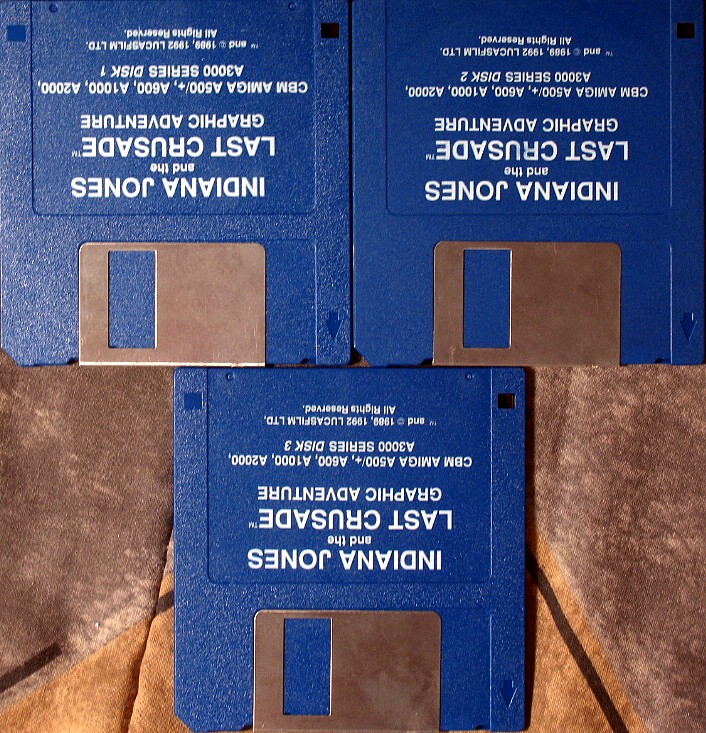 INDIANA JONES
and the
LAST CRUSADE™
GRAPHIC ADVENTURE
CBM AMIGA A500/+, A600, A1000, A2000,
A3000 SERIES DISK 1
™ and © 1989, 1992 LUCASFILM LTD.
All Rights Reserved.
INDIANA JONES
and the
LAST CRUSADE™
GRAPHIC ADVENTURE
CBM AMIGA A500/+, A600, A1000, A2000,
A3000 SERIES DISK 2
™ and © 1989, 1992 LUCASFILM LTD.
All Rights Reserved.
INDIANA JONES
and the
LAST CRUSADE™
GRAPHIC ADVENTURE
CBM AMIGA A500/+, A600, A1000, A2000,
A3000 SERIES DISK 3
™ and © 1989, 1992 LUCASFILM LTD,
All Rights Reserved.